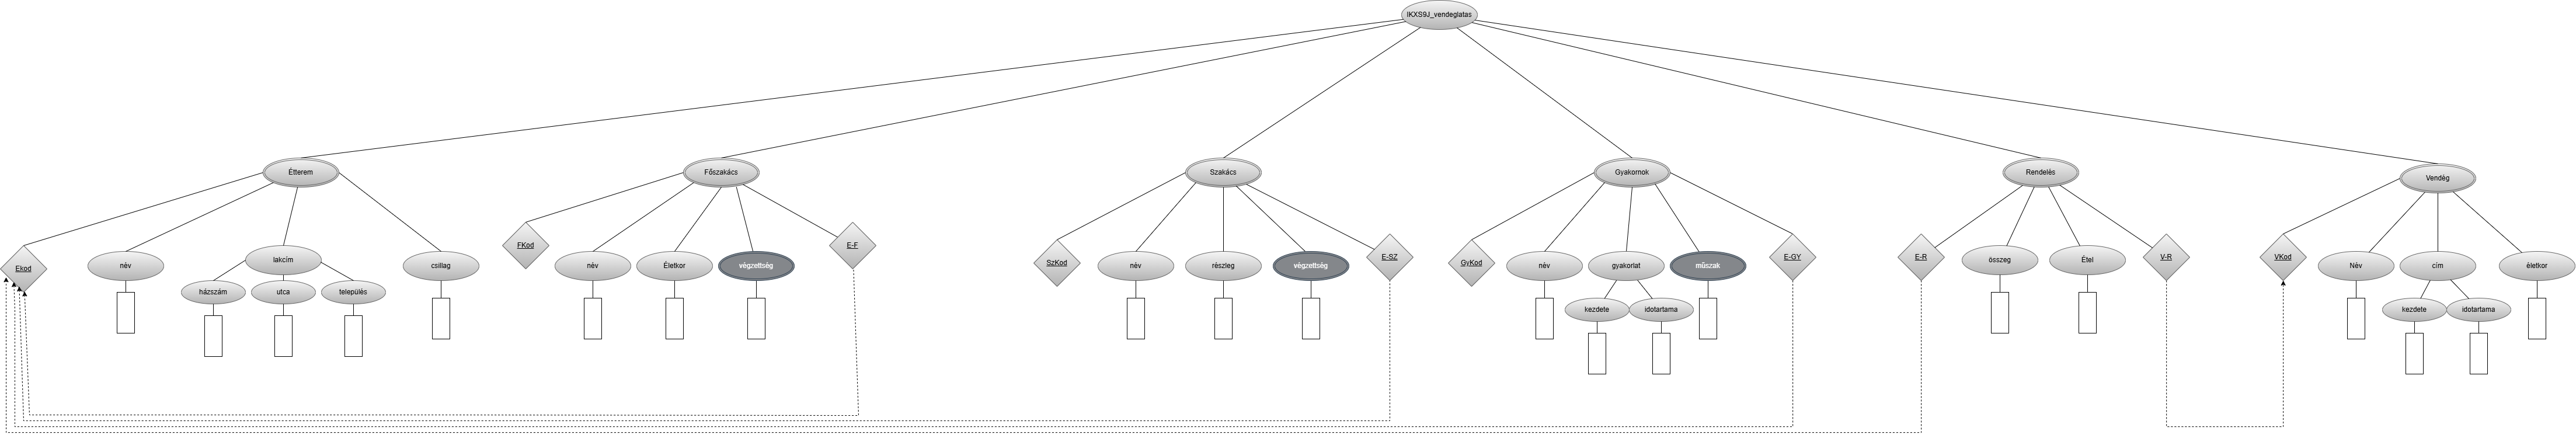 IKXS9J_vendeglatas
Étterem
Főszakács
Szakács
Gyakornok
Rendelés
Vendég
Ekod
név
lakcím
csillag
házszám
utca
település
FKod
név
Életkor
végzettség
E-F
SzKod
név
részleg
végzettség
E-SZ
GyKod
név
gyakorlat
műszak
E-GY
kezdete
idotartama
E-R
összeg
Étel
V-R
VKod
Név
cím
életkor
kezdete
idotartama